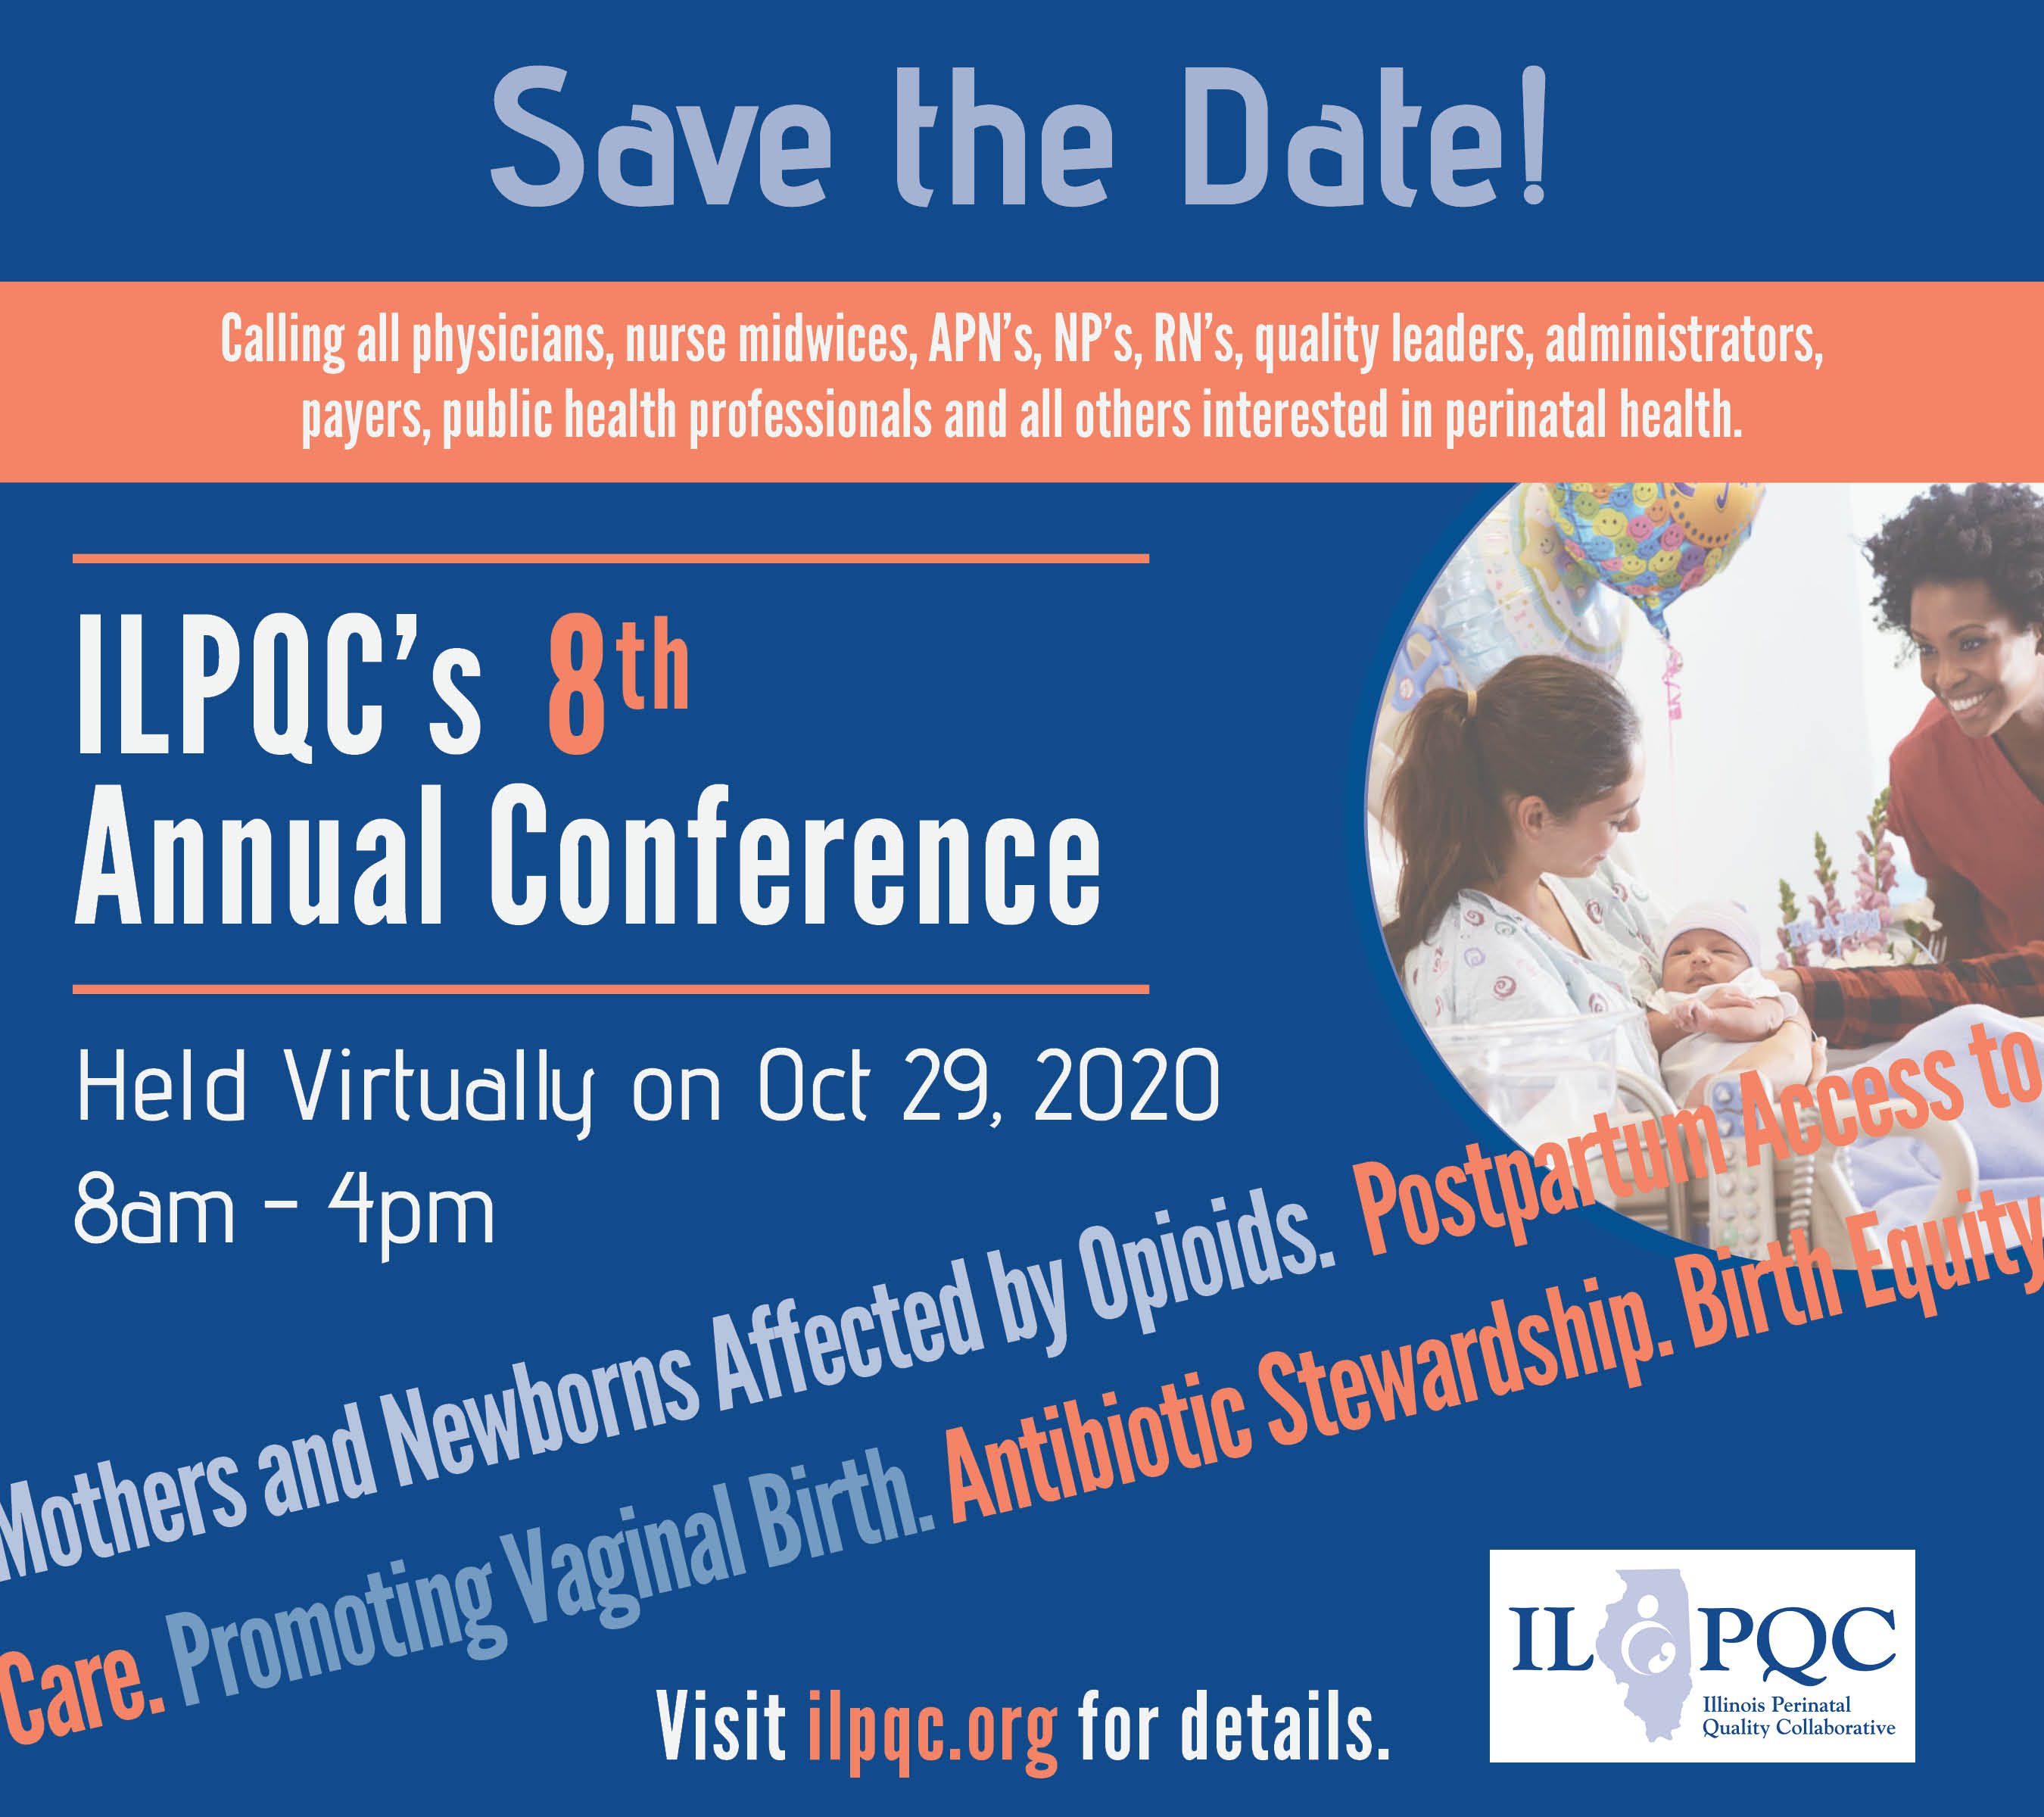 Save the Date!
Calling all physicians, nurse midwices, APN's, NP's, RN's, quality leaders, administrators,
payers, public health professionals and all others interested in perinatal health.
ILPQC's 8th
Annual Conference
Held Virtually on Oct 29, 2020
8am - 4pm
Mothers and Newborns Affected by Opioids. Postpartum Access to
Care. Promoting Vaginal Birth. Antibiotic Stewardship. Birth Equity
Visit ilpqc.org for details.
IL PQC
Illinois Perinatal
Quality Collaborative